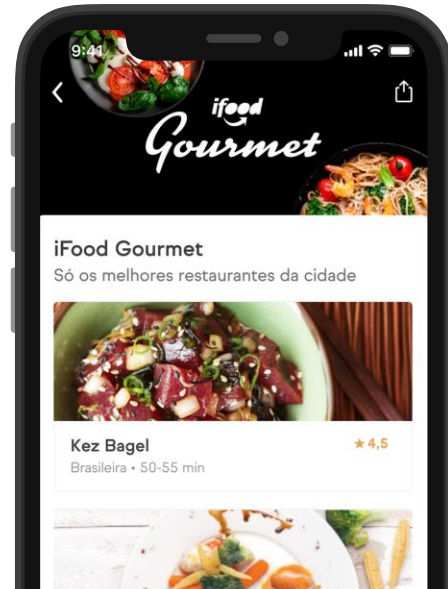 9:41
ifood
Gourmet
iFood Gourmet
Só os melhores restaurantes da cidade
Kez Bagel
★ 4,5
Brasileira • 50-55 min